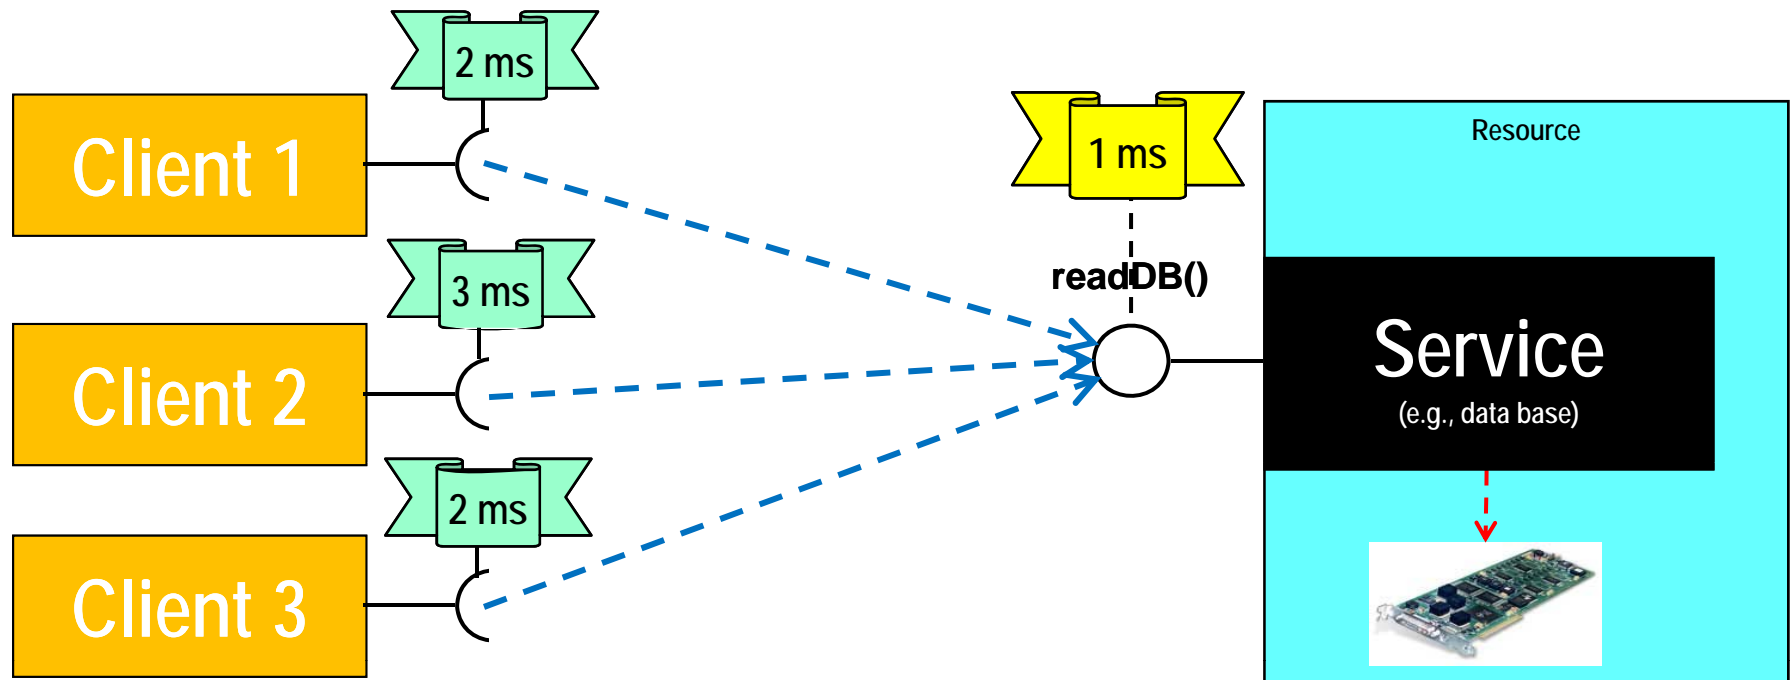 2 ms
Client 1
3 ms
Client 2
2 ms
Client 3
1 ms
readDB()
Resource
Service
(e.g., data base)